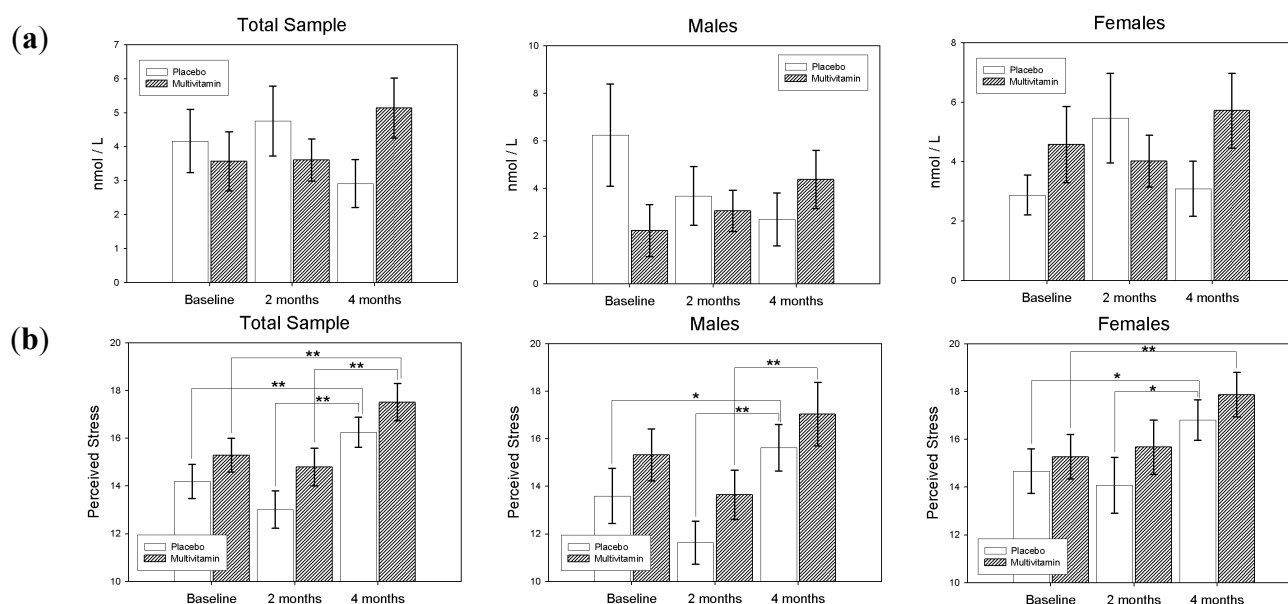 (a)
Total Sample
nmol / L
7
6
5
4
3
2
1
0
Placebo
Multivitamin
Baseline
2 months
4 months
Males
nmol / L
10
8
6
4
2
0
Placebo
Multivitamin
Baseline
2 months
4 months
Females
nmol / L
8
6
4
2
0
Placebo
Multivitamin
Baseline
2 months
4 months
(b)
Total Sample
Perceived Stress
20
18
16
14
12
10
**
**
**
**
Placebo
Multivitamin
Baseline
2 months
4 months
Males
Perceived Stress
20
18
16
14
12
10
**
*
**
Placebo
Multivitamin
Baseline
2 months
4 months
Females
Perceived Stress
20
18
16
14
12
10
**
*
*
Placebo
Multivitamin
Baseline
2 months
4 months